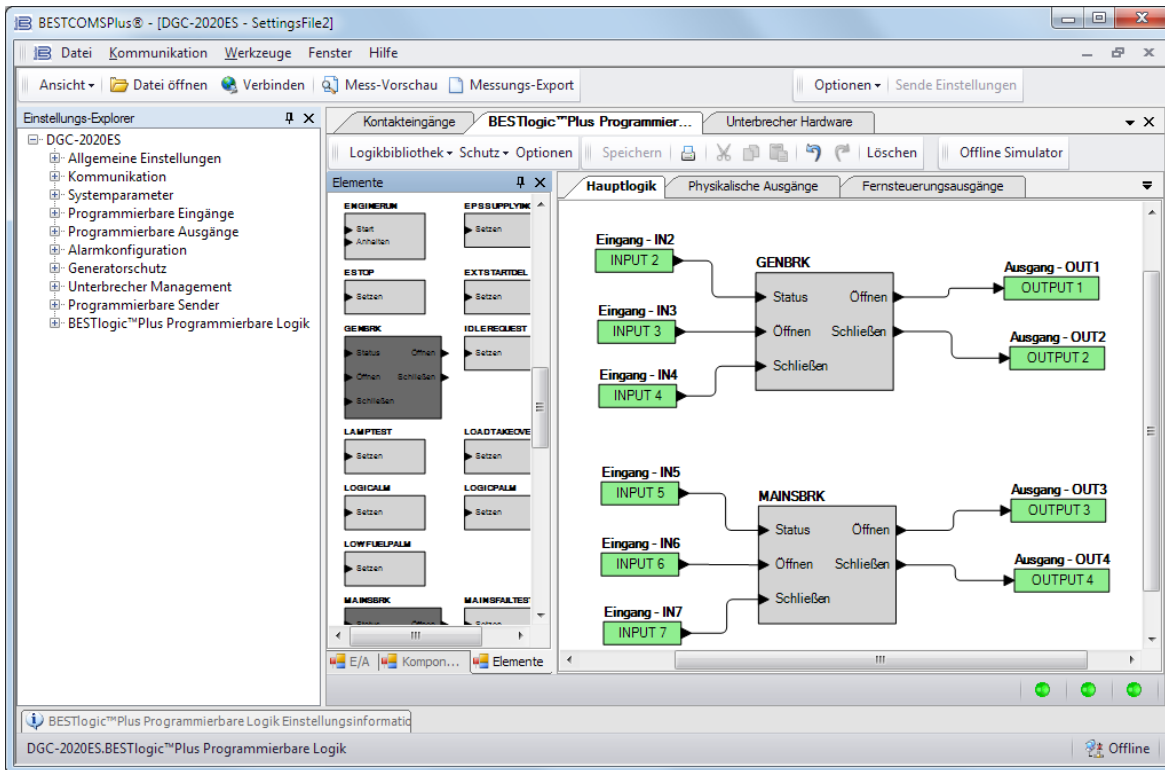 BESTCOMSPlus® - [DGC-2020ES - SettingsFile2]
Datei Kommunikation Werkzeuge Fenster Hilfe
Ansicht Datei öffnen Verbinden Mess-Vorschau Messungs-Export Optionen Sende Einstellungen
Einstellungs-Explorer
DGC-2020ES
Allgemeine Einstellungen
Kommunikation
Systemparameter
Programmierbare Eingänge
Programmierbare Ausgänge
Alarmkonfiguration
Generatorschutz
Unterbrecher Management
Programmierbare Sender
BESTlogic™Plus Programmierbare Logik
Kontakteingänge BESTlogic™Plus Programmier... Unterbrecher Hardware
Logikbibliothek Schutz Optionen Speichern Löschen Offline Simulator
Elemente
ENGINERUN
Start
Anhalten
EPSSUPPLYING
Setzen
ESTOP
Setzen
EXTSTARTDEL
Setzen
GENBRK
Status Öffnen
Öffnen Schließen
Schließen
IDLEREQUEST
Setzen
LAMPTEST
Setzen
LOADTAKEOVE
Setzen
LOGICALM
Setzen
LOGICPALM
Setzen
LOWFUELPALM
Setzen
MAINSBRK
Status Öffnen
MAINSFAILTEST
Setzen
E/A Kompon... Elemente
Hauptlogik Physikalische Ausgänge Fernsteuerungsausgänge
Eingang - IN2
INPUT 2
Eingang - IN3
INPUT 3
Eingang - IN4
INPUT 4
GENBRK
Status Öffnen
Öffnen Schließen
Schließen
Ausgang - OUT1
OUTPUT 1
Ausgang - OUT2
OUTPUT 2
Eingang - IN5
INPUT 5
Eingang - IN6
INPUT 6
Eingang - IN7
INPUT 7
MAINSBRK
Status Öffnen
Öffnen Schließen
Schließen
Ausgang - OUT3
OUTPUT 3
Ausgang - OUT4
OUTPUT 4
BESTlogic™Plus Programmierbare Logik Einstellungsinformatio
DGC-2020ES.BESTlogic™Plus Programmierbare Logik
Offline